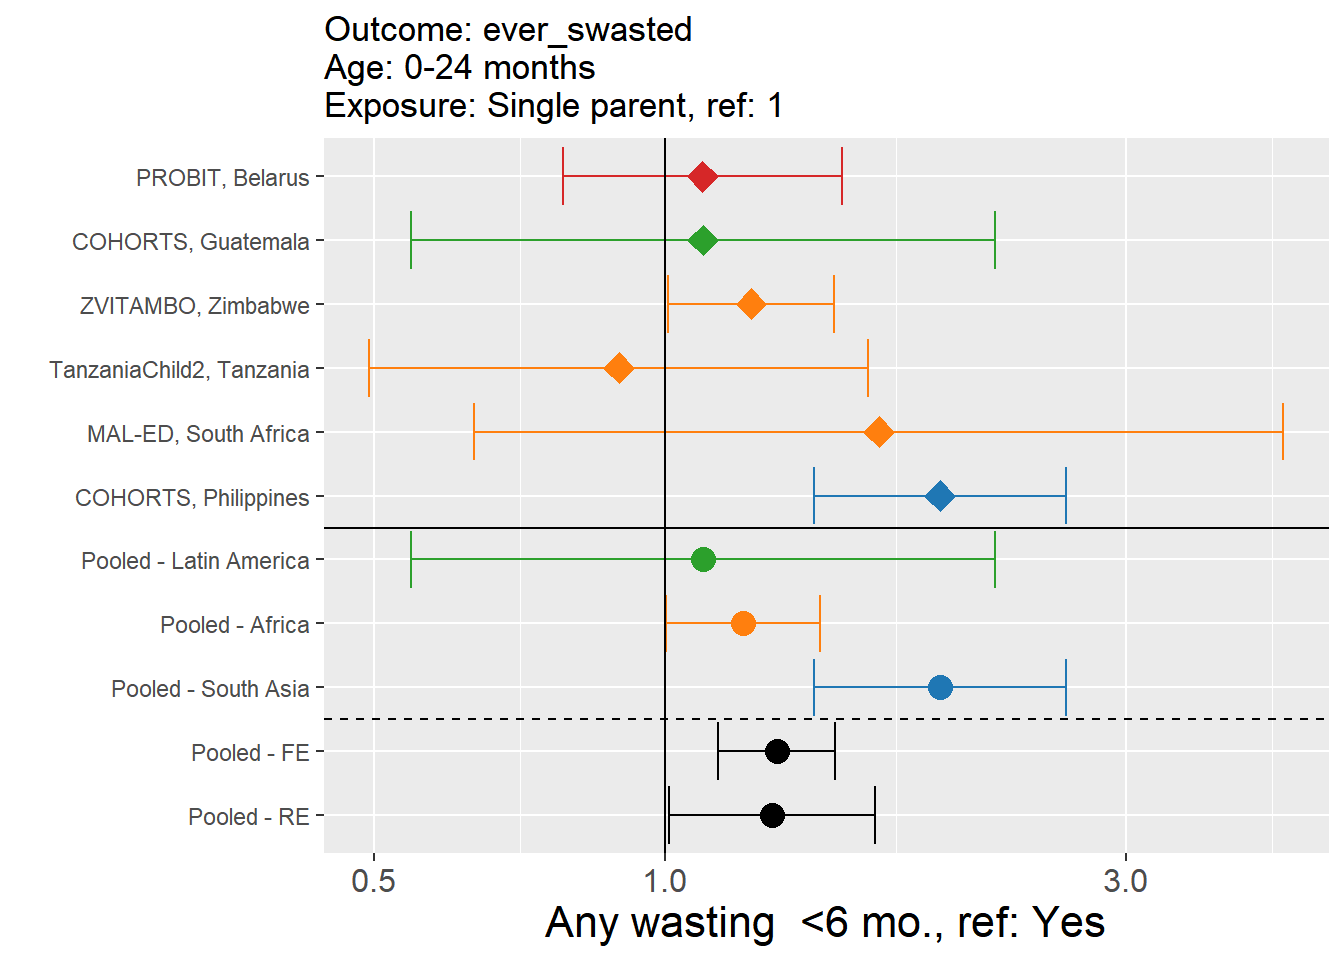 Outcome: ever_swasted
Age: 0-24 months
Exposure: Single parent, ref: 1
PROBIT, Belarus
COHORTS, Guatemala
ZVITAMBO, Zimbabwe
TanzaniaChild2, Tanzania
MAL-ED, South Africa
COHORTS, Philippines
Pooled - Latin America
Pooled - Africa
Pooled - South Asia
Pooled - FE
Pooled - RE
0.5 1.0 3.0
Any wasting  <6 mo., ref: Yes